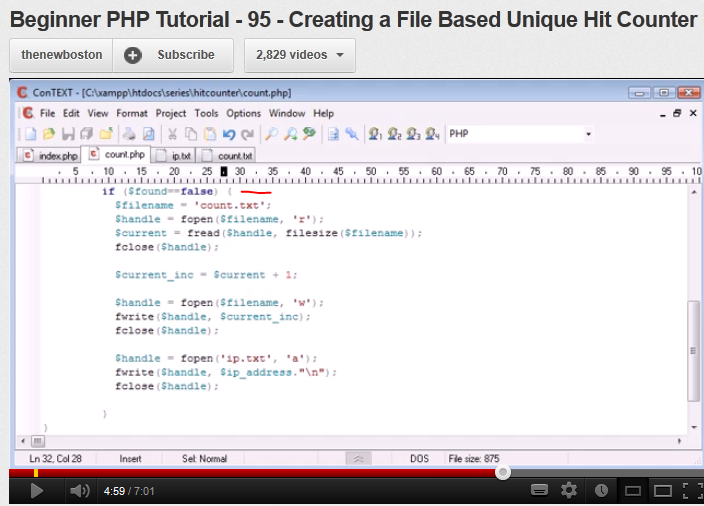 Beginner PHP Tutorial - 95 - Creating a File Based Unique Hit Counter
thenewboston Subscribe 2,829 videos
ConTEXT - [C:\xampp\htdocs\series\hitcounter\count.php]
File Edit View Format Project Tools Options Window Help
PHP
index.php count.php ip.txt count.txt
5 10 15 20 25 30 35 40 45 50 55 60 65 70 75 80 85 90 95 10
if ($found==false) {
$filename = 'count.txt';
$handle = fopen($filename, 'r');
$current = fread($handle, filesize($filename));
fclose($handle);
$current_inc = $current + 1;
$handle = fopen($filename, 'w');
fwrite($handle, $current_inc);
fclose($handle);
$handle = fopen('ip.txt', 'a');
fwrite($handle, $ip_address."\n");
fclose($handle);
}
}
Ln 32, Col 28 Insert Sel: Normal DOS File size: 875
4:59 / 7:01